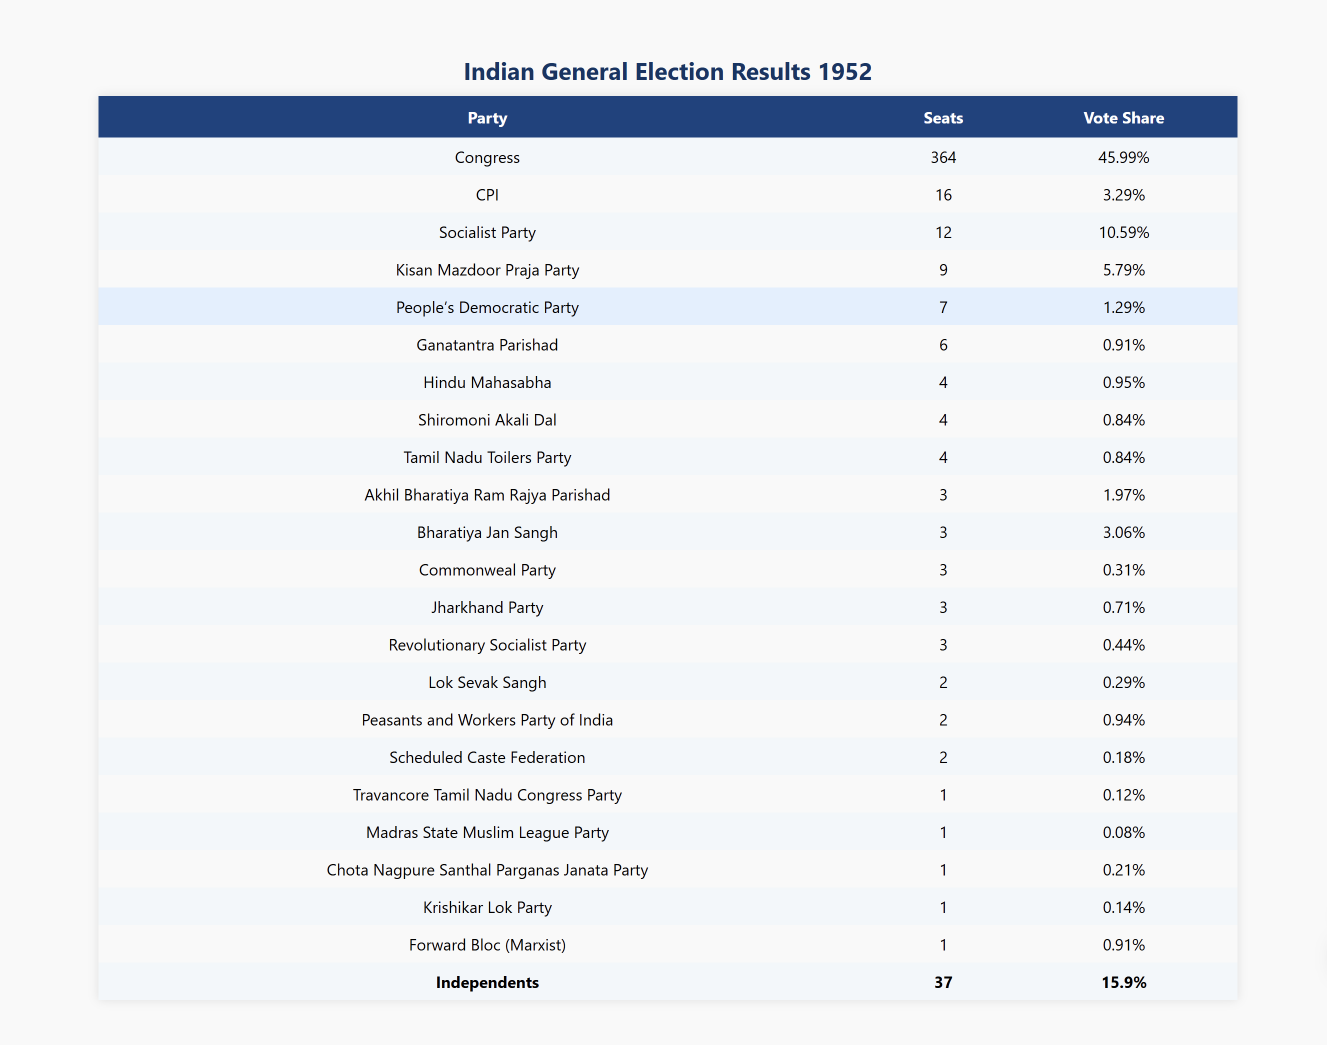 Indian General Election Results 1952
Party Seats Vote Share
Congress 364 45.99%
CPI 16 3.29%
Socialist Party 12 10.59%
Kisan Mazdoor Praja Party 9 5.79%
People's Democratic Party 7 1.29%
Ganatantra Parishad 6 0.91%
Hindu Mahasabha 4 0.95%
Shiromoni Akali Dal 4 0.84%
Tamil Nadu Toilers Party 4 0.84%
Akhil Bharatiya Ram Rajya Parishad 3 1.97%
Bharatiya Jan Sangh 3 3.06%
Commonweal Party 3 0.31%
Jharkhand Party 3 0.71%
Revolutionary Socialist Party 3 0.44%
Lok Sevak Sangh 2 0.29%
Peasants and Workers Party of India 2 0.94%
Scheduled Caste Federation 2 0.18%
Travancore Tamil Nadu Congress Party 1 0.12%
Madras State Muslim League Party 1 0.08%
Chota Nagpure Santhal Parganas Janata Party 1 0.21%
Krishikar Lok Party 1 0.14%
Forward Bloc (Marxist) 1 0.91%
Independents 37 15.9%